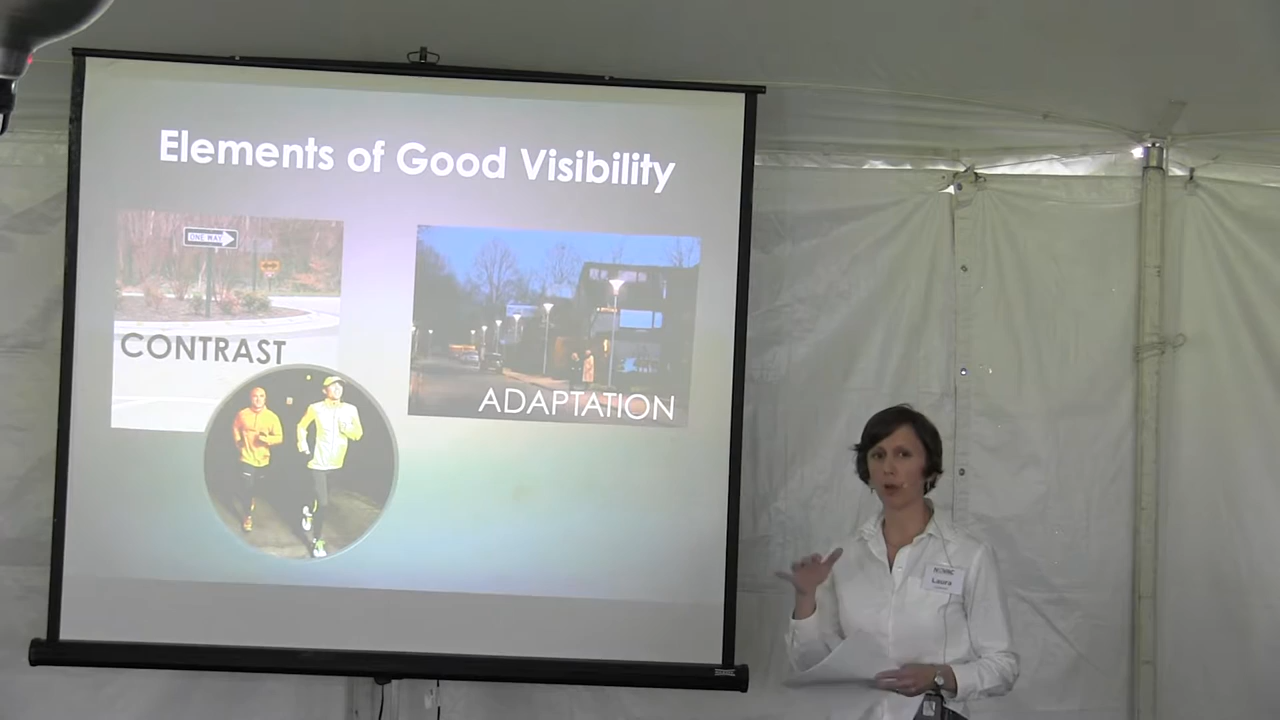 Elements of Good Visibility
ONE WAY
CONTRAST
ADAPTATION
Laura